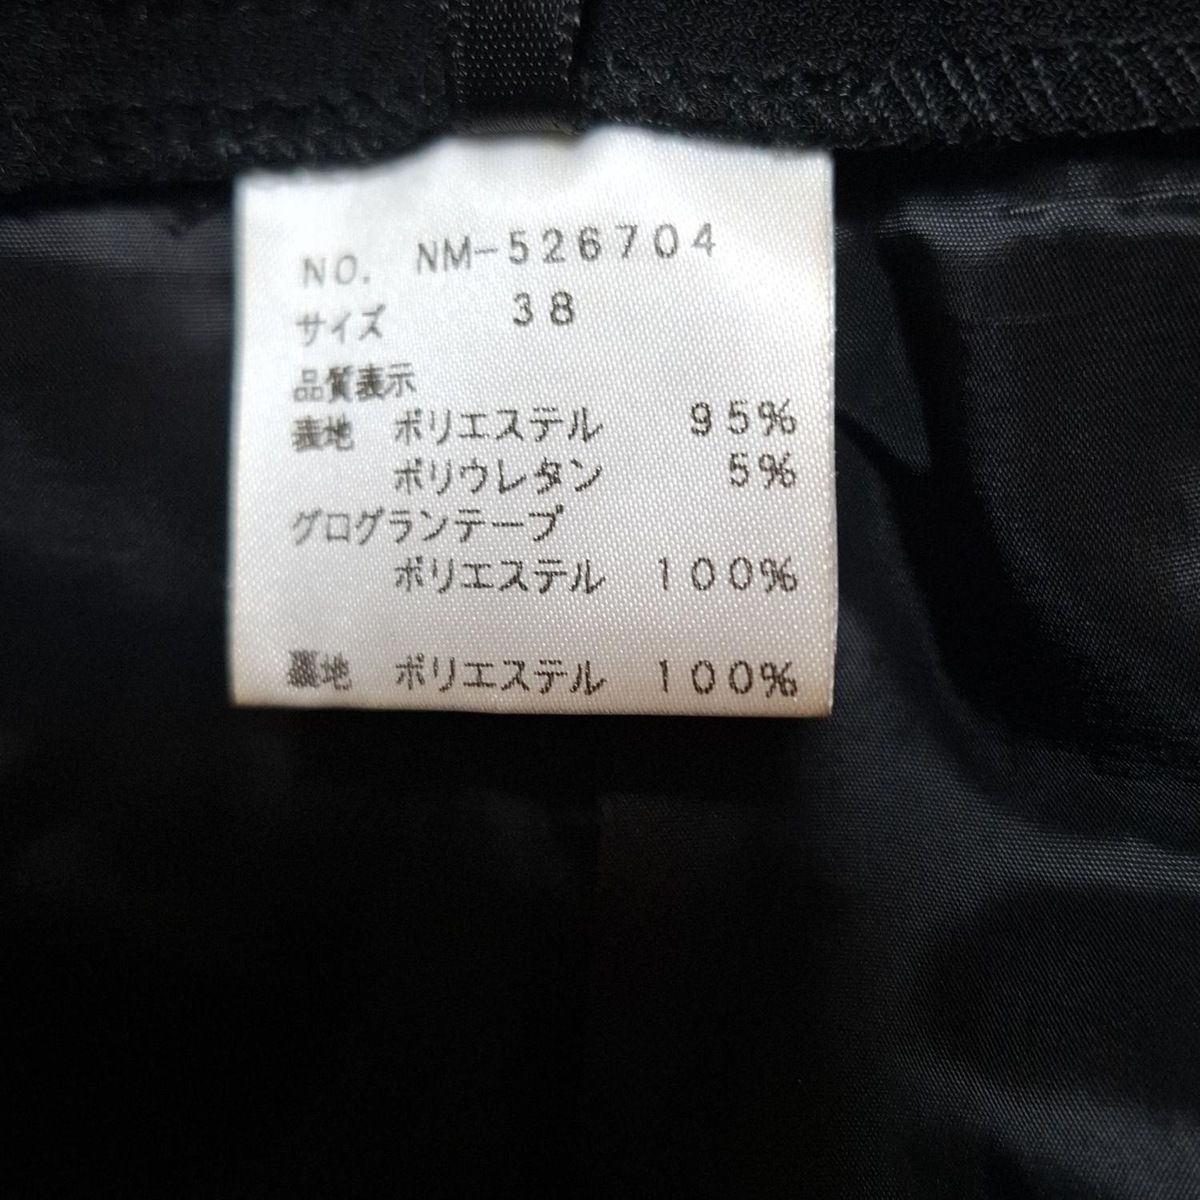 NO. NM-526704
サイズ 38
品質表示
表地 ポリエステル 95%
ポリウレタン 5%
グログランテープ
ポリエステル 100%
裏地 ポリエステル 100%